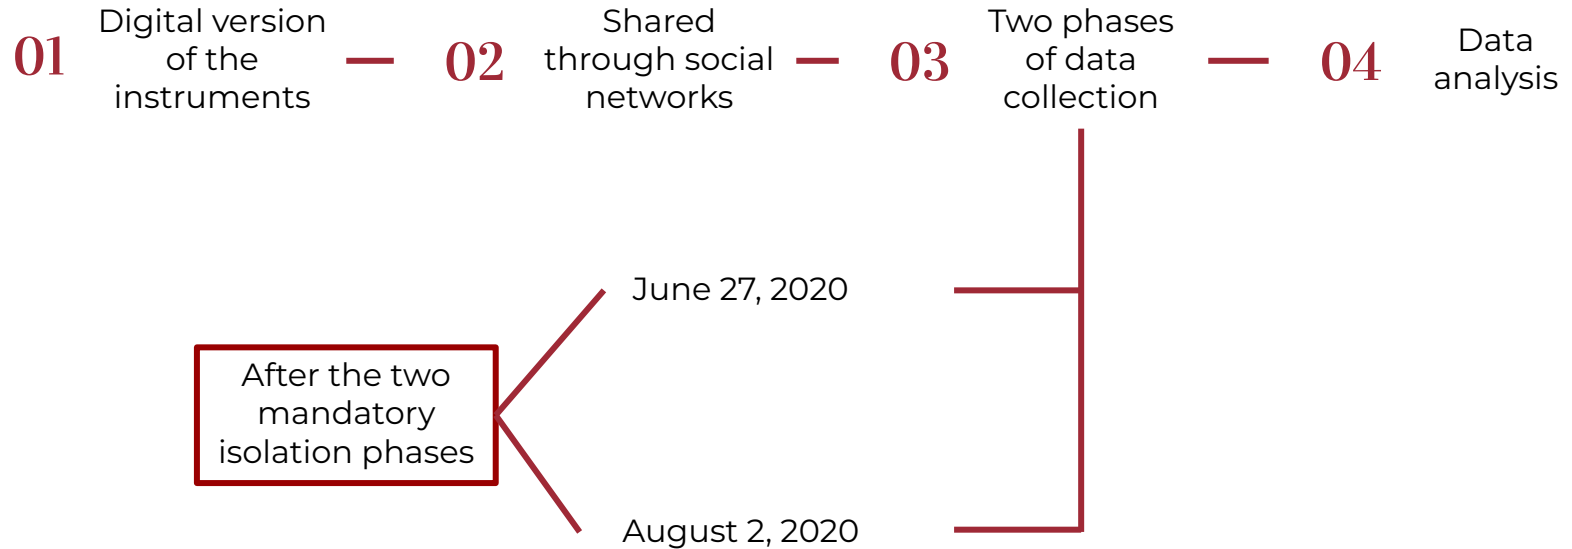 01
Digital version
of the
instruments
02
Shared
through social
networks
03
Two phases
of data
collection
04
Data
analysis
June 27, 2020
After the two
mandatory
isolation phases
August 2, 2020